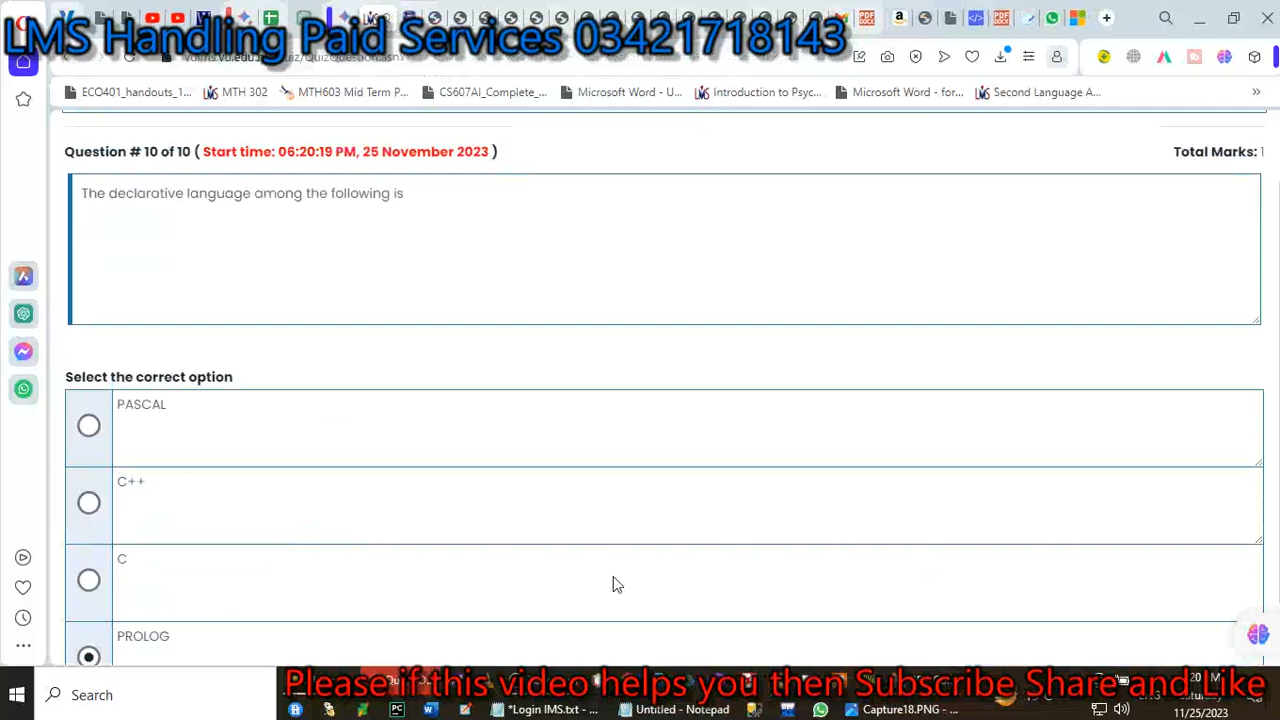 LMS Handling Paid Services 03421718143
ECO401_handouts_1...
MTH 302
MTH603 Mid Term P...
CS607AI_Complete_...
Microsoft Word - U...
Introduction to Psyc...
Microsoft Word - for...
Second Language A...
Question # 10 of 10 ( Start time: 06:20:19 PM, 25 November 2023 )
Total Marks: 1
The declarative language among the following is
Select the correct option
PASCAL
C++
C
PROLOG
Please if this video helps you then Subscribe Share and Like
Search
*Login IMS.txt - ...
Untitled - Notepad
Capture18.PNG - ...
11/25/2023